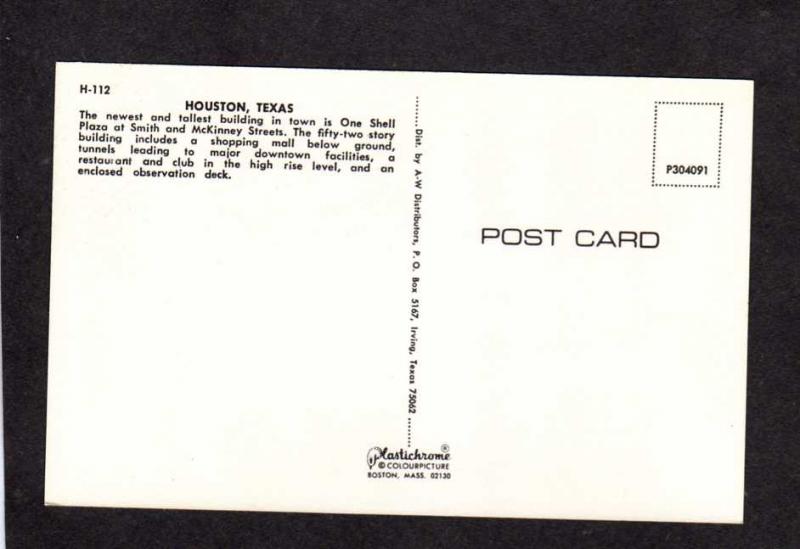 H-112
HOUSTON, TEXAS
The newest and tallest building in town is One Shell
Plaza at Smith and McKinney Streets. The fifty-two story
building includes a shopping mall below ground,
tunnels leading to major downtown facilities, a
restaurant and club in the high rise level, and an
enclosed observation deck.
Dist. by A-W Distributors, P. O. Box 5167, Irving, Texas 75062
Plastichrome®
© COLOURPICTURE
BOSTON, MASS. 02130
P304091
POST CARD